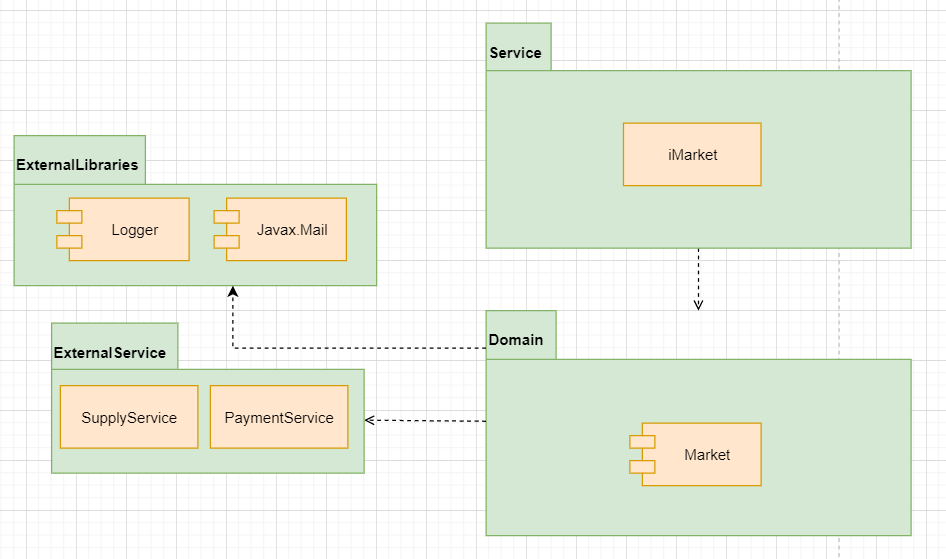 Service
iMarket
ExternalLibraries
Logger
Javax.Mail
Domain
ExternalService
SupplyService
PaymentService
Market